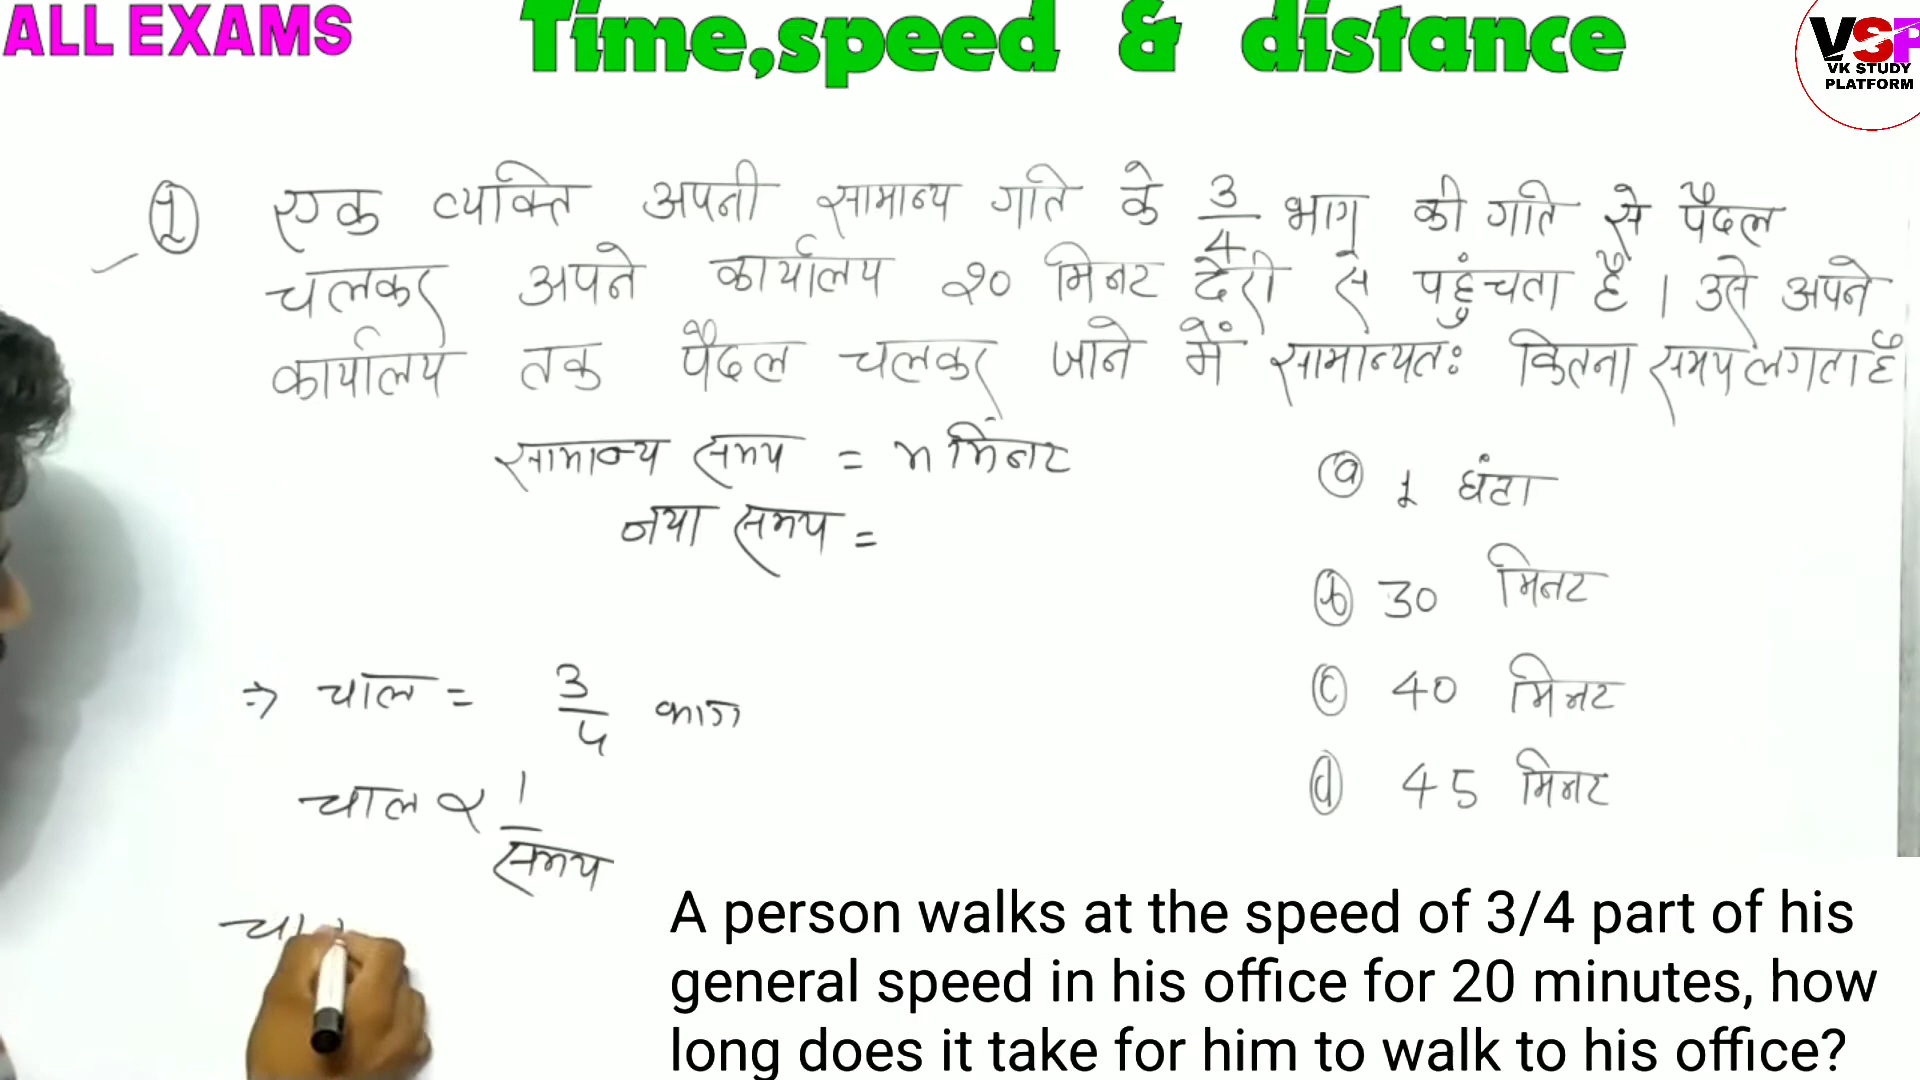 ALL EXAMS
Time,speed & distance
VSP
VK STUDY
PLATFORM
① एक व्यक्ति अपनी सामान्य गति के 3/4 भाग की गति से पैदल
चलकर अपने कार्यालय २० मिनट देरी से पहुंचता है । उसे अपने
कार्यालय तक पैदल चलकर जाने में सामान्यतः कितना समय लगता है
सामान्य समय = x मिनट
नया समय =
ⓐ 1 घंटा
ⓑ 30 मिनट
ⓒ 40 मिनट
ⓓ 45 मिनट
⇒ चाल = 3/4 भाग
चाल ∝ 1/समय
A person walks at the speed of 3/4 part of his
general speed in his office for 20 minutes, how
long does it take for him to walk to his office?